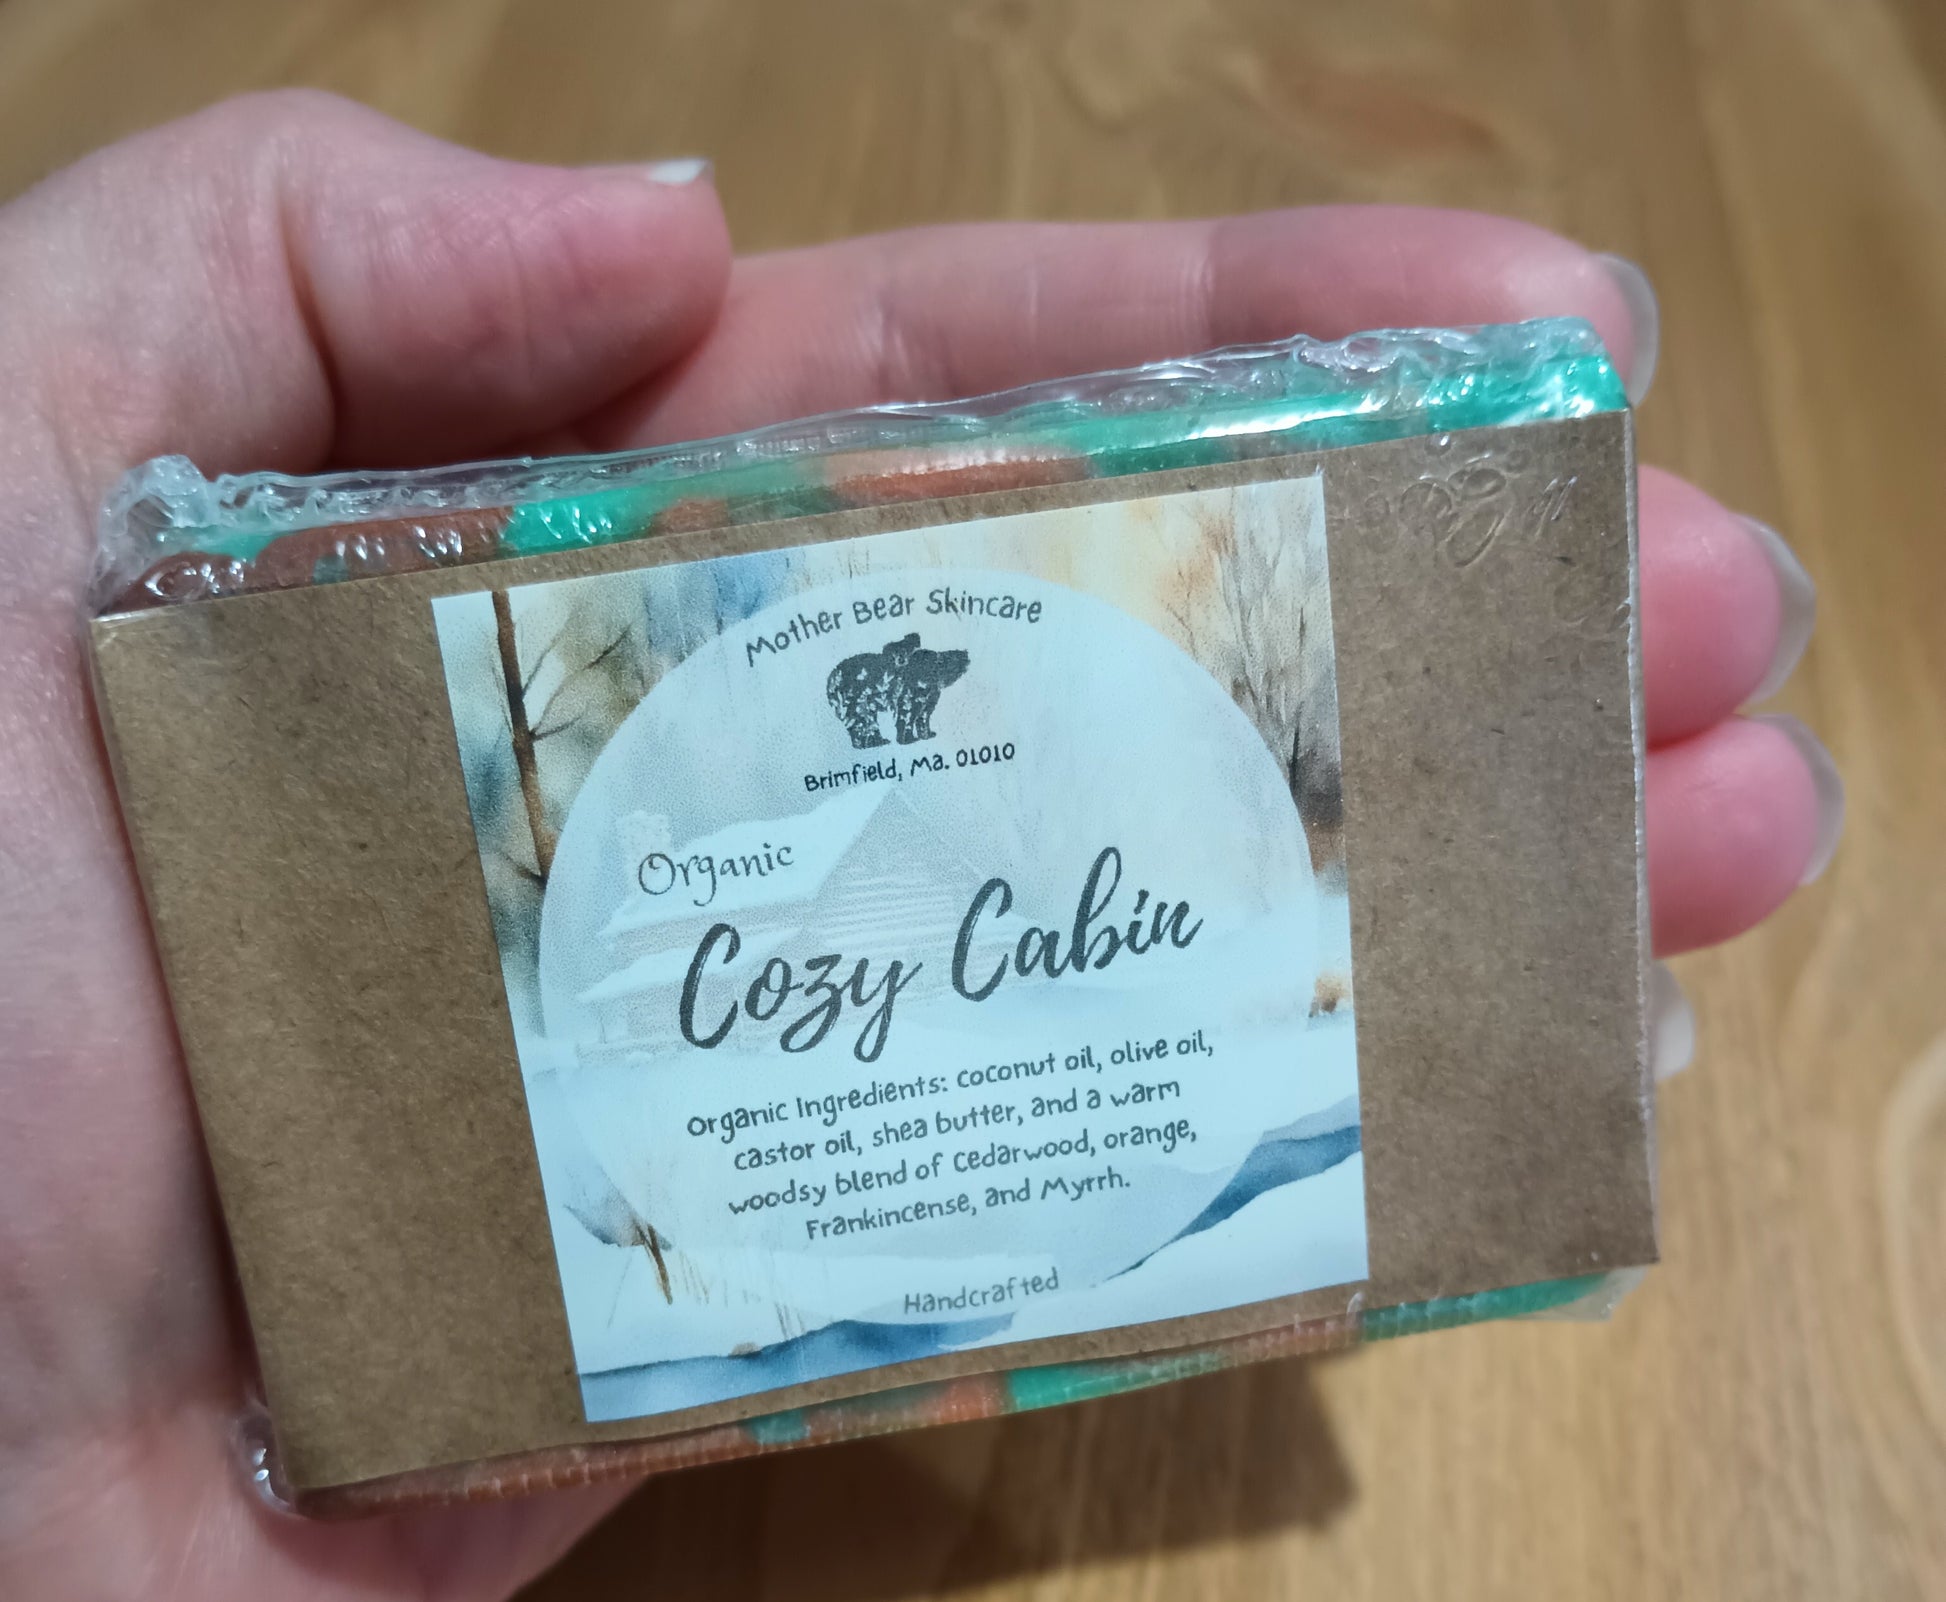 Mother Bear Skincare
Brimfield, Ma. 01010
Organic
Cozy Cabin
Organic Ingredients: coconut oil, olive oil,
castor oil, shea butter, and a warm
woodsy blend of cedarwood, orange,
Frankincense, and Myrrh.
Handcrafted